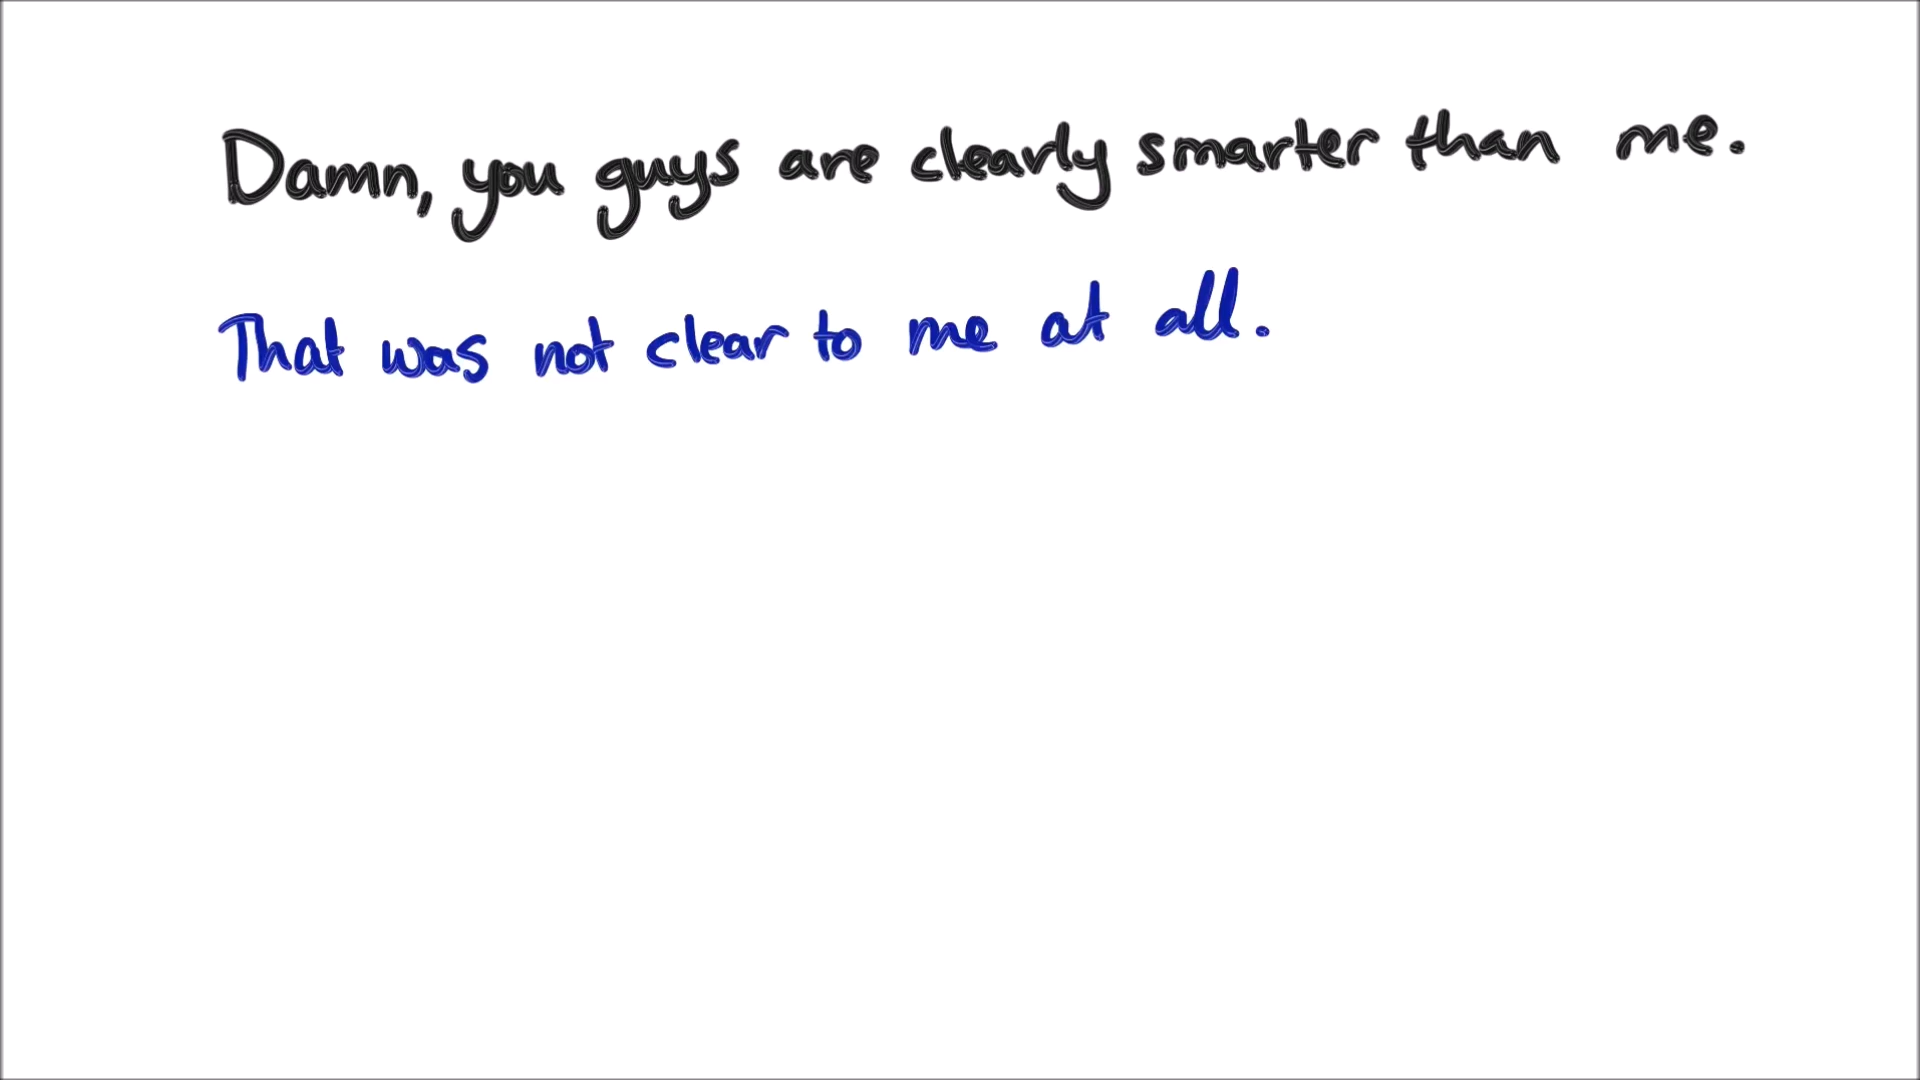 Damn, you guys are clearly smarter than me.
That was not clear to me at all.